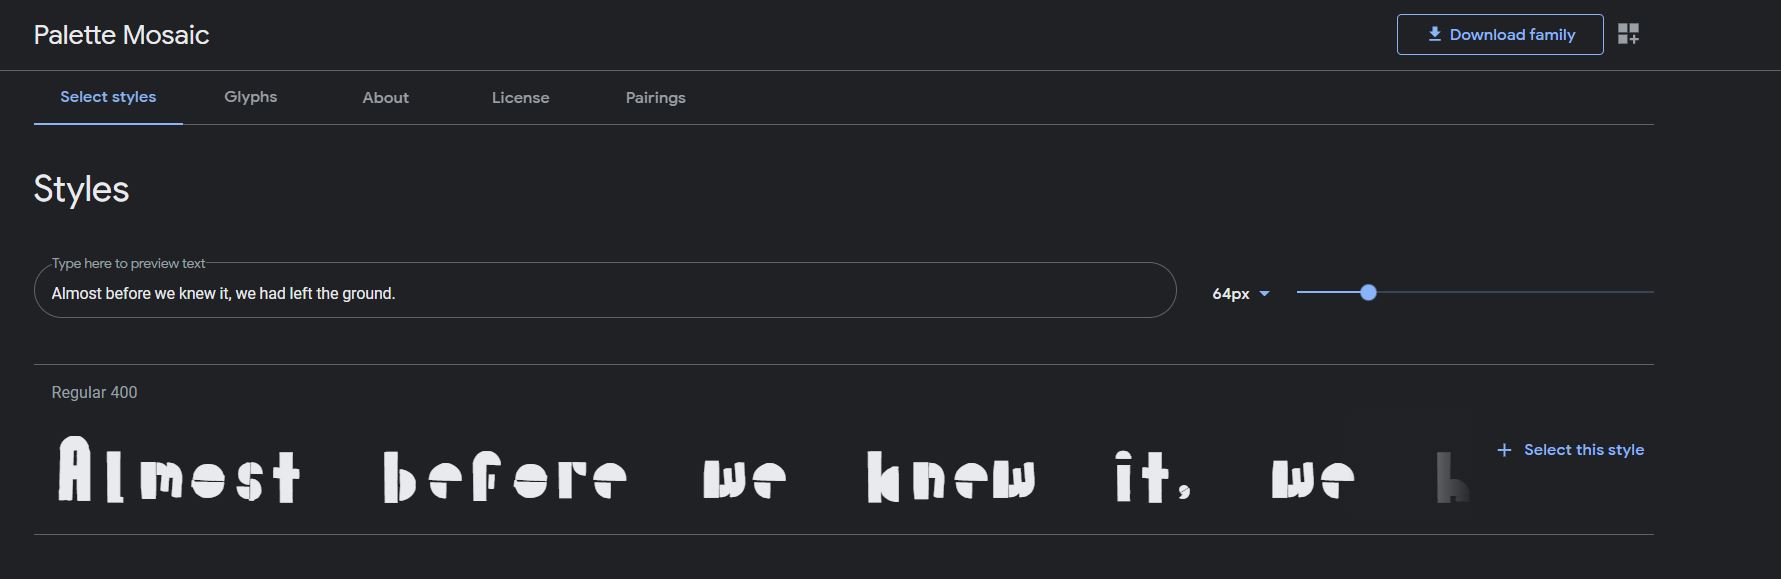 Palette Mosaic
Download family
Select styles Glyphs About License Pairings
Styles
Type here to preview text
Almost before we knew it, we had left the ground.
64px
Regular 400
Almost before we knew it, we h
Select this style